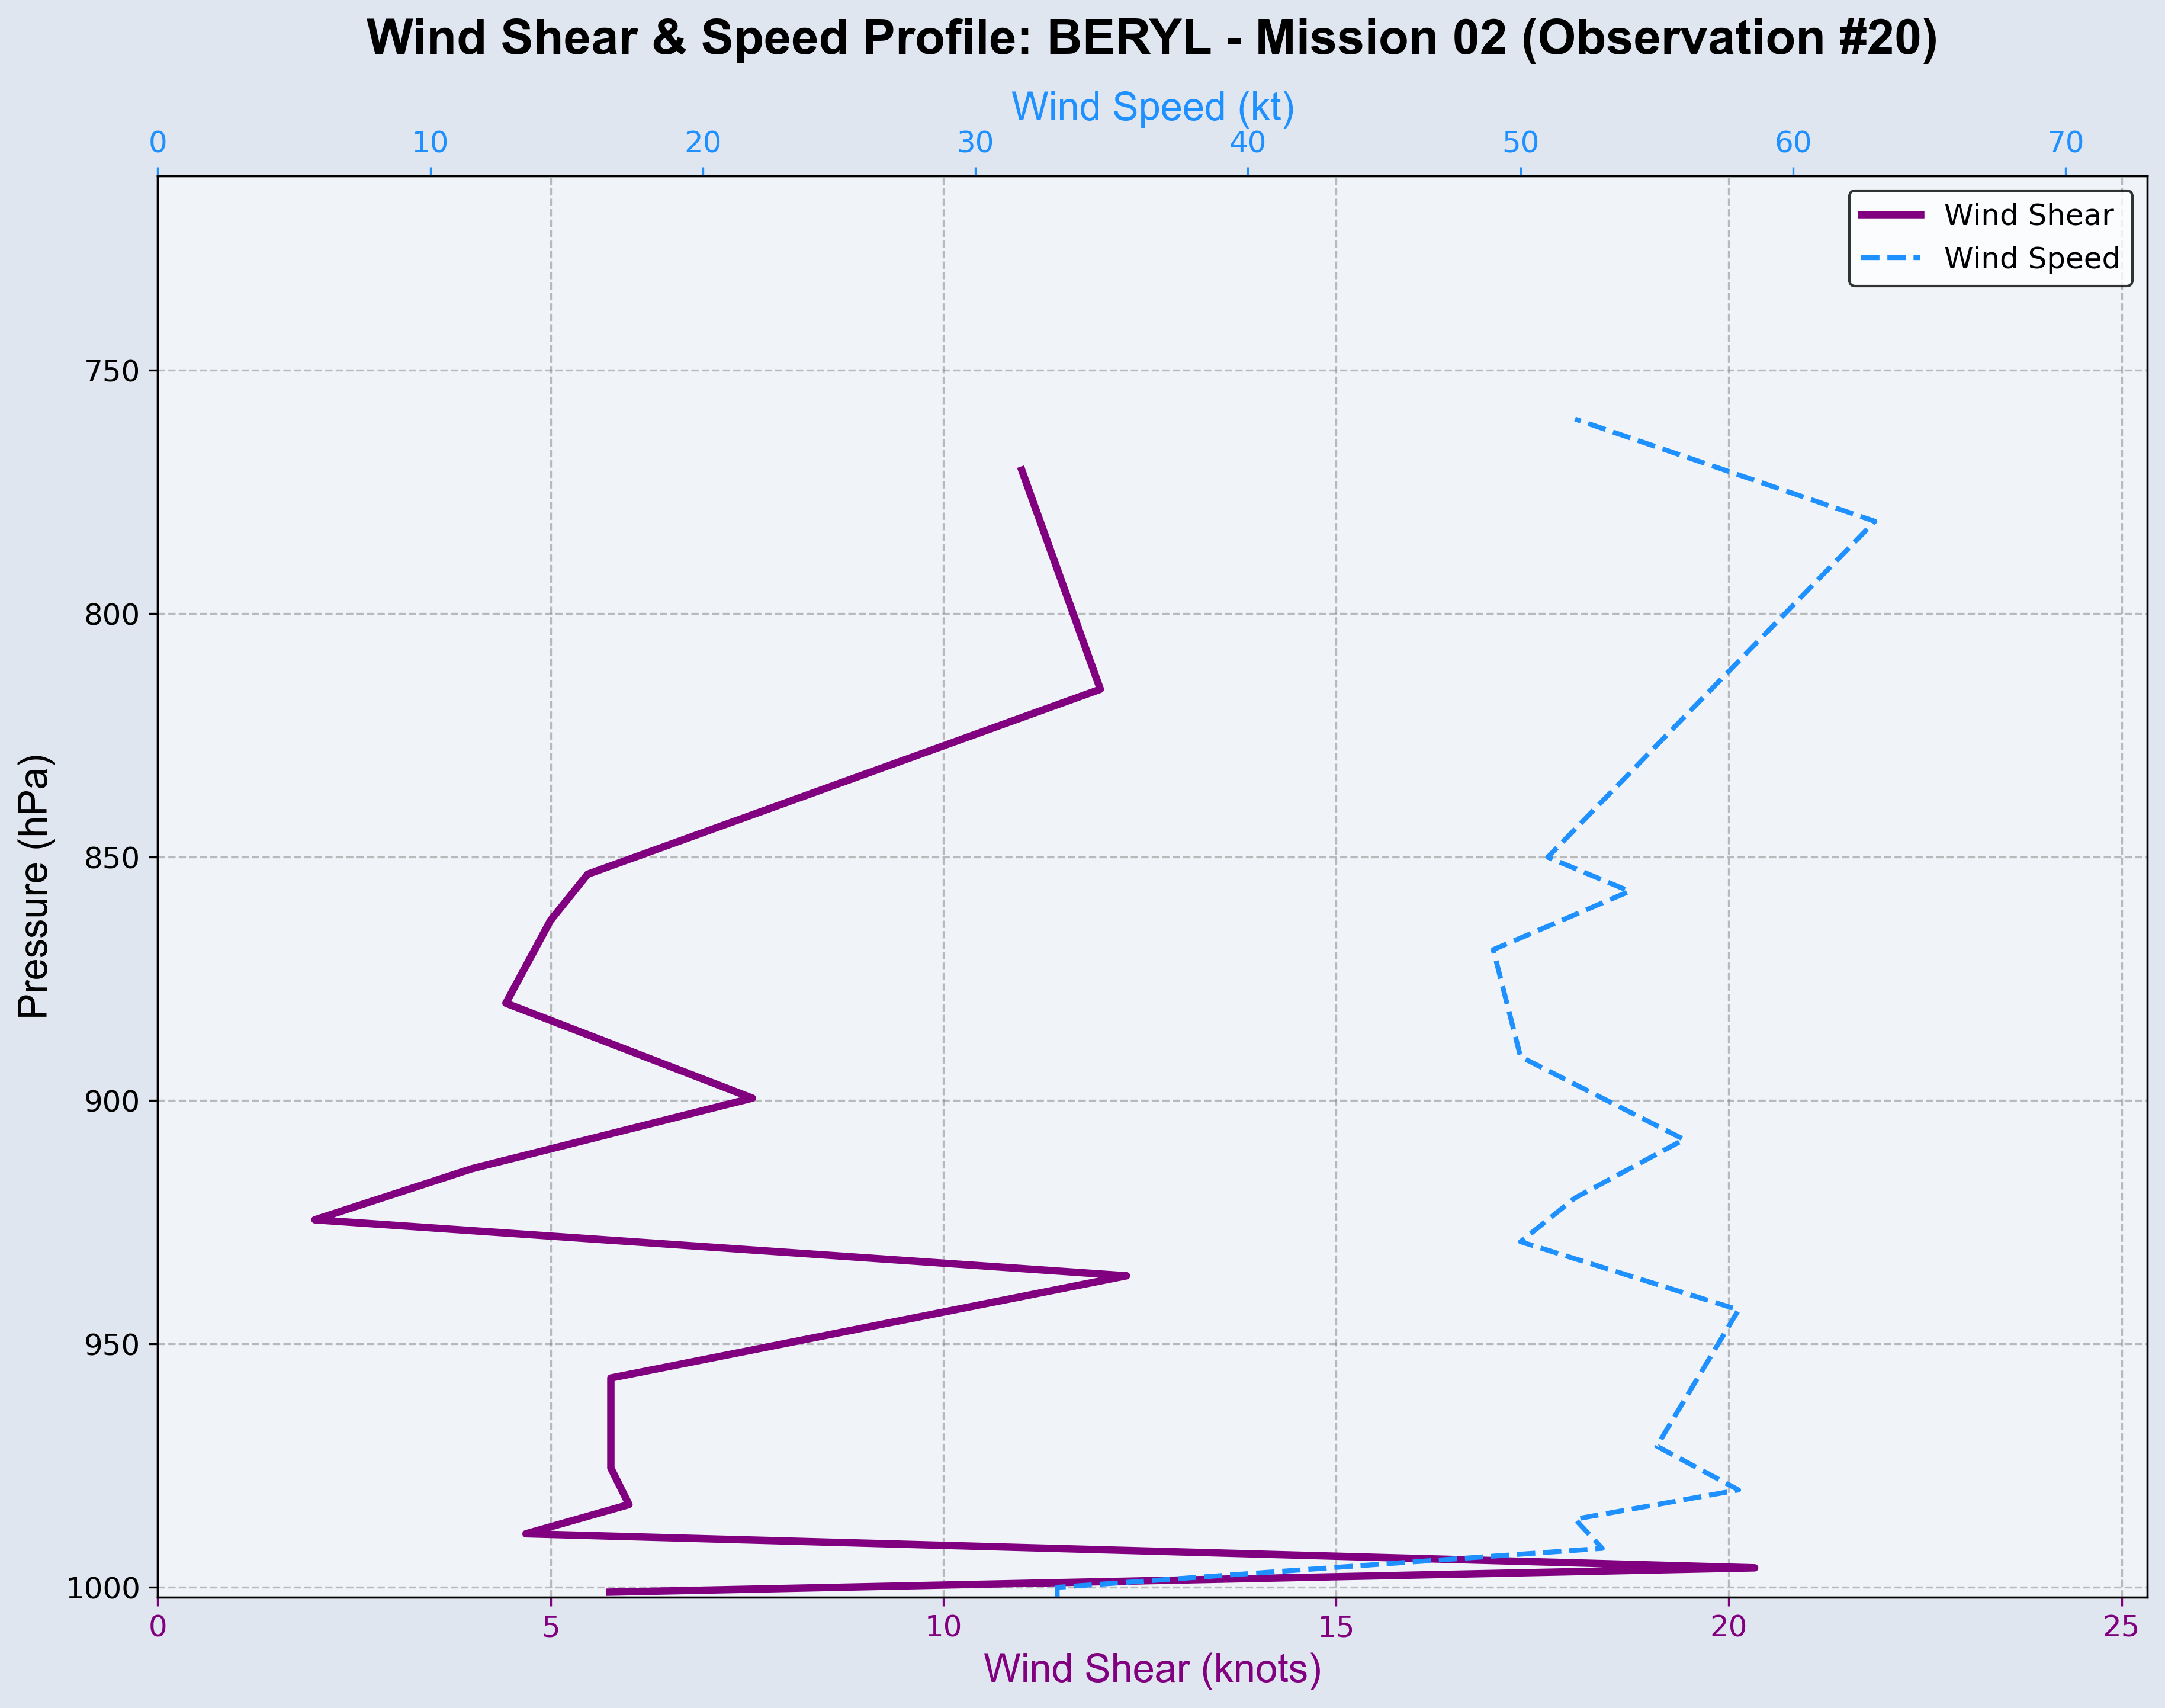 Wind Shear & Speed Profile: BERYL - Mission 02 (Observation #20)
Wind Speed (kt)
0 10 20 30 40 50 60 70
Wind Shear
Wind Speed
750
800
850
900
950
1000
Pressure (hPa)
0 5 10 15 20 25
Wind Shear (knots)